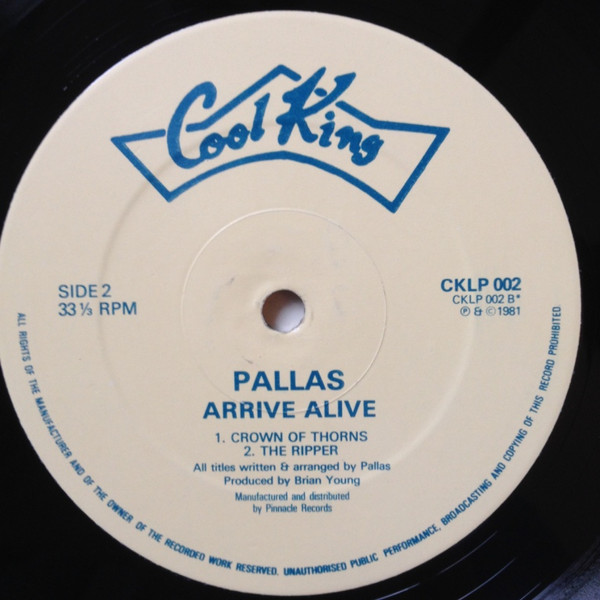 Cool King
SIDE 2
33 ⅓ RPM
CKLP 002
CKLP 002 B*
℗ & © 1981
PALLAS
ARRIVE ALIVE
1. CROWN OF THORNS
2. THE RIPPER
All titles written & arranged by Pallas
Produced by Brian Young
Manufactured and distributed
by Pinnacle Records
ALL RIGHTS OF THE MANUFACTURER AND OF THE OWNER OF THE RECORDED WORK RESERVED. UNAUTHORISED PUBLIC PERFORMANCE, BROADCASTING AND COPYING OF THIS RECORD PROHIBITED.